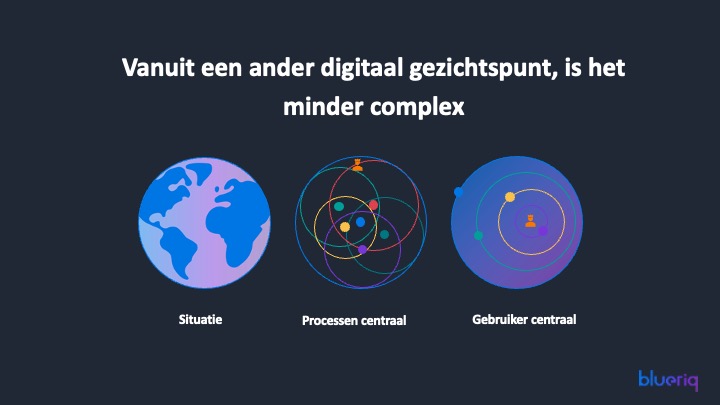 Vanuit een ander digitaal gezichtspunt, is het
minder complex
Situatie
Processen centraal
Gebruiker centraal
blueriq